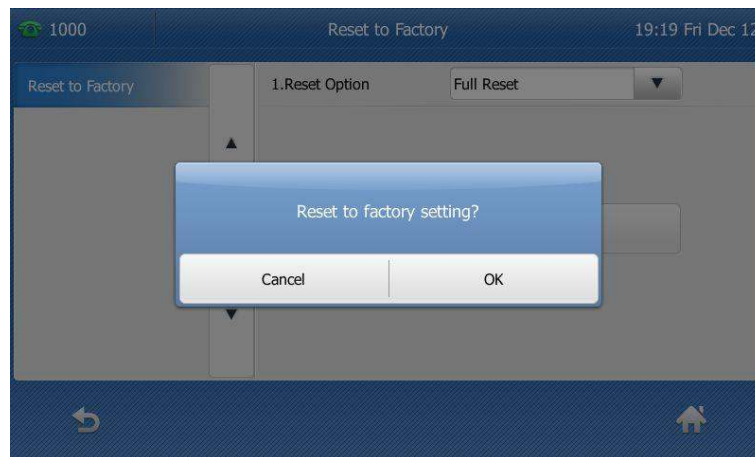 1000 Reset to Factory 19:19 Fri Dec 12
Reset to Factory 1.Reset Option Full Reset
Reset to factory setting?
Cancel OK